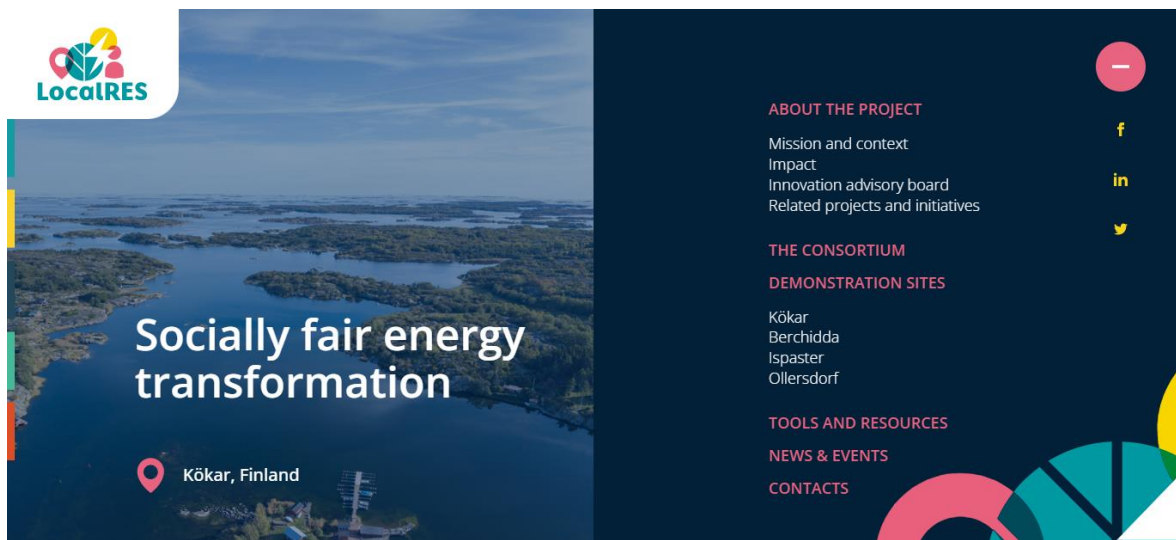 LocalRES
Socially fair energy
transformation
Kökar, Finland
ABOUT THE PROJECT
Mission and context
Impact
Innovation advisory board
Related projects and initiatives
THE CONSORTIUM
DEMONSTRATION SITES
Kökar
Berchidda
Ispaster
Ollersdorf
TOOLS AND RESOURCES
NEWS & EVENTS
CONTACTS
f
in